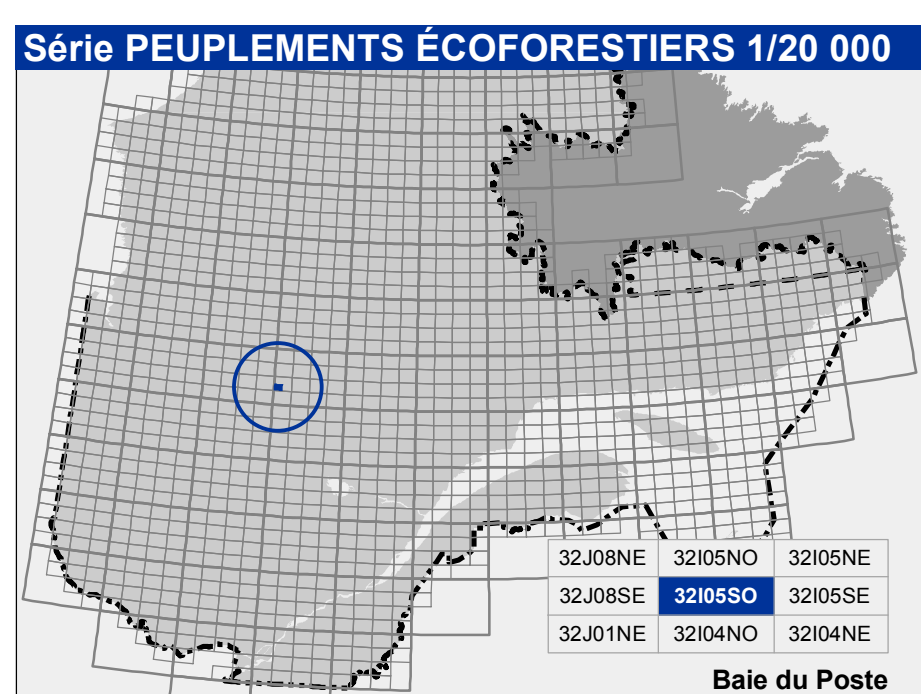 Série PEUPLEMENTS ÉCOFORESTIERS 1/20 000
32J08NE 32I05NO 32I05NE
32J08SE 32I05SO 32I05SE
32J01NE 32I04NO 32I04NE
Baie du Poste